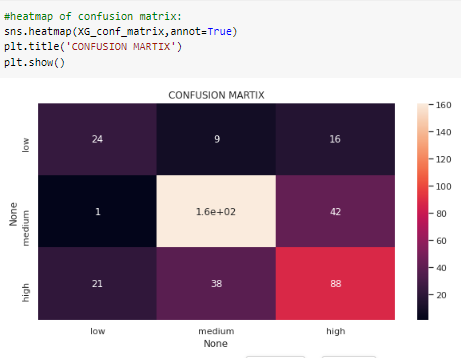 #heatmap of confusion matrix:
sns.heatmap(XG_conf_matrix,annot=True)
plt.title('CONFUSION MARTIX')
plt.show()
CONFUSION MARTIX
low
24
9
16
medium
1
1.6e+02
42
high
21
38
88
None
low
medium
high
None
160
140
120
100
80
60
40
20